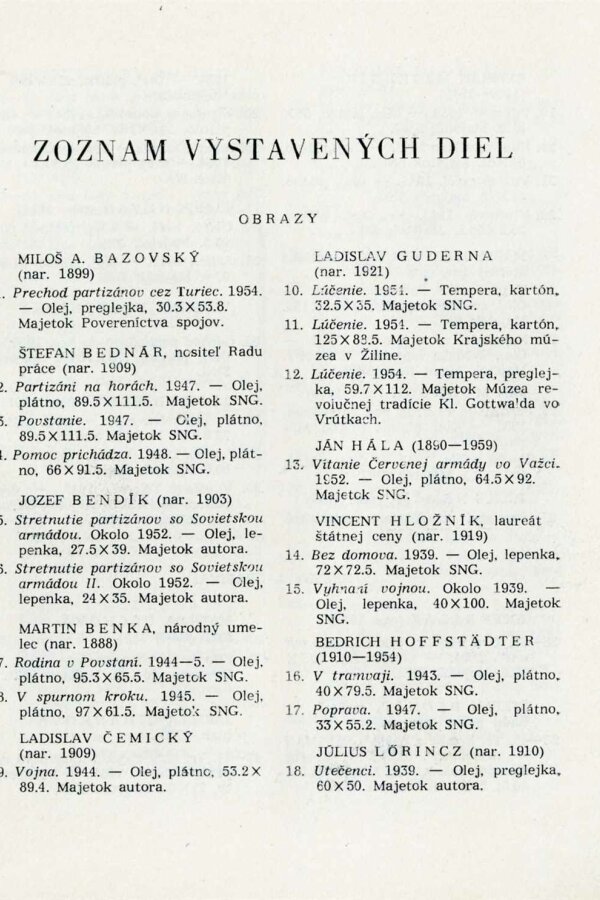 ZOZNAM VYSTAVENÝCH DIEL
OBRAZY
MILOŠ A. BAZOVSKÝ
(nar. 1899)
. Prechod partizánov cez Turiec. 1954.
— Olej, preglejka, 30.3×53.8.
Majetok Povereníctva spojov.
ŠTEFAN BEDNÁR, nositeľ Radu
práce (nar. 1909)
2. Partizáni na horách. 1947. — Olej,
plátno, 89.5×111.5. Majetok SNG.
3. Povstanie. 1947. — Olej, plátno,
89.5×111.5. Majetok SNG.
4. Pomoc prichádza. 1948. — Olej, plát-
no, 66×91.5. Majetok SNG.
JOZEF BENDÍK (nar. 1903)
5. Stretnutie partizánov so Sovietskou
armádou. Okolo 1952. — Olej, le-
penka, 27.5×39. Majetok autora.
6. Stretnutie partizánov so Sovietskou
armádou II. Okolo 1952. — Olej,
lepenka, 24×35. Majetok autora.
MARTIN BENKA, národný ume-
lec (nar. 1888)
7. Rodina v Povstaní. 1944—5. — Olej,
plátno, 95.3×65.5. Majetok SNG.
8. V spurnom kroku. 1945. — Olej,
plátno, 97×61.5. Majetok SNG.
LADISLAV ČEMICKÝ
(nar. 1909)
9. Vojna. 1944. — Olej, plátno, 53.2×
89.4. Majetok autora.
LADISLAV GUDERNA
(nar. 1921)
10. Lúčenie. 1951. — Tempera, kartón,
32.5×35. Majetok SNG.
11. Lúčenie. 1951. — Tempera, kartón,
125×83.5. Majetok Krajského mú-
zea v Žiline.
12. Lúčenie. 1954. — Tempera, preglej-
ka, 59.7×112. Majetok Múzea re-
volučnej tradície Kl. Gottwalda vo
Vrútkach.
JÁN HÁLA (1890—1959)
13. Vítanie Červenej armády vo Važci.
1952. — Olej, plátno, 64.5×92.
Majetok SNG.
VINCENT HLOŽNÍK, laureát
štátnej ceny (nar. 1919)
14. Bez domova. 1939. — Olej, lepenka,
72×72.5. Majetok SNG.
15. Vyhnaní vojnou. Okolo 1939. —
Olej, lepenka, 40×100. Majetok
SNG.
BEDRICH HOFFSTÄDTER
(1910—1954)
16. V tramvaji. 1943. — Olej, plátno,
40×79.5. Majetok SNG.
17. Poprava. 1947. — Olej, plátno,
33×55.2. Majetok SNG.
JÚLIUS LŐRINCZ (nar. 1910)
18. Utečenci. 1939. — Olej, preglejka,
60×50. Majetok autora.